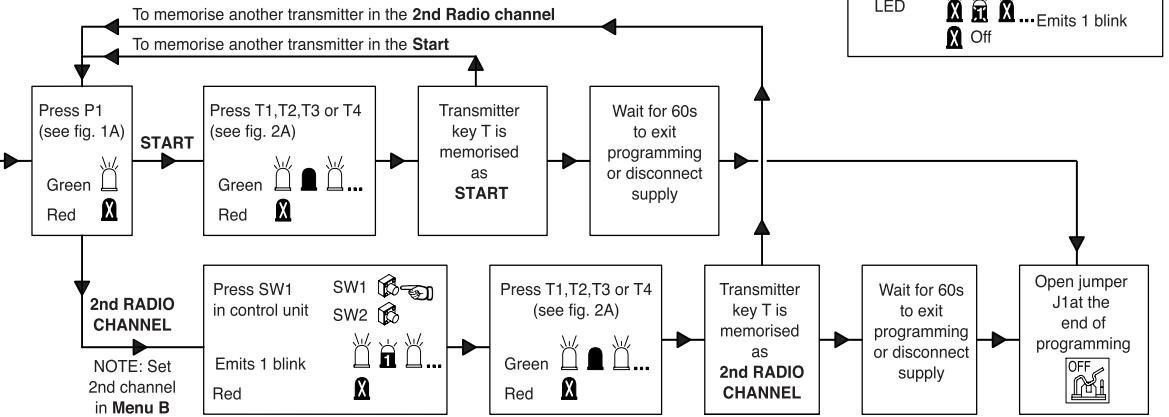 To memorise another transmitter in the 2nd Radio channel
LED
X 1 X ...Emits 1 blink
X Off
To memorise another transmitter in the Start
Press P1
(see fig. 1A)
Green
Red X
START
Press T1,T2,T3 or T4
(see fig. 2A)
Green ...
Red X
Transmitter
key T is
memorised
as
START
Wait for 60s
to exit
programming
or disconnect
supply
2nd RADIO
CHANNEL
NOTE: Set
2nd channel
in Menu B
Press SW1
in control unit
SW1
SW2
Emits 1 blink 1 ...
Red X
Press T1,T2,T3 or T4
(see fig. 2A)
Green ...
Red X
Transmitter
key T is
memorised
as
2nd RADIO
CHANNEL
Wait for 60s
to exit
programming
or disconnect
supply
Open jumper
J1at the
end of
programming
OFF